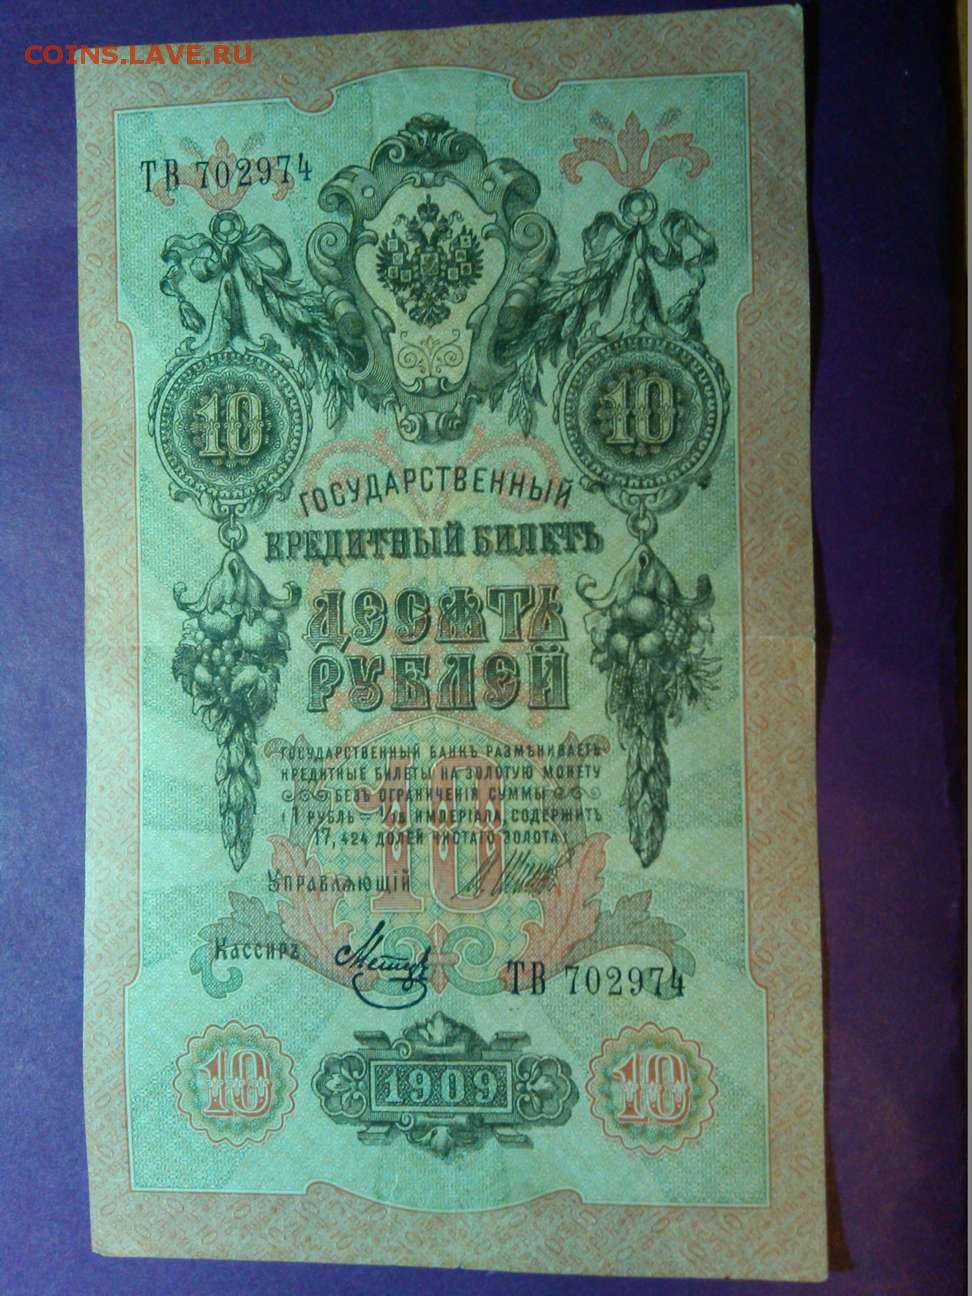 COINS.LAVE.RU
ТВ 702974
10 10
ГОСУДАРСТВЕННЫЙ
КРЕДИТНЫЙ БИЛЕТЪ
ДЕСЯТЬ
РУБЛЕЙ
ГОСУДАРСТВЕННЫЙ БАНКЪ РАЗМѢНИВАЕТЪ
КРЕДИТНЫЕ БИЛЕТЫ НА ЗОЛОТУЮ МОНЕТУ
БЕЗЪ ОГРАНИЧЕНІЯ СУММЫ
(1 РУБЛЬ = 1/15 ИМПЕРІАЛА, СОДЕРЖИТЪ
17,424 ДОЛЕЙ ЧИСТАГО ЗОЛОТА)
10
УПРАВЛЯЮЩІЙ
Кассиръ
ТВ 702974
10 1909 10